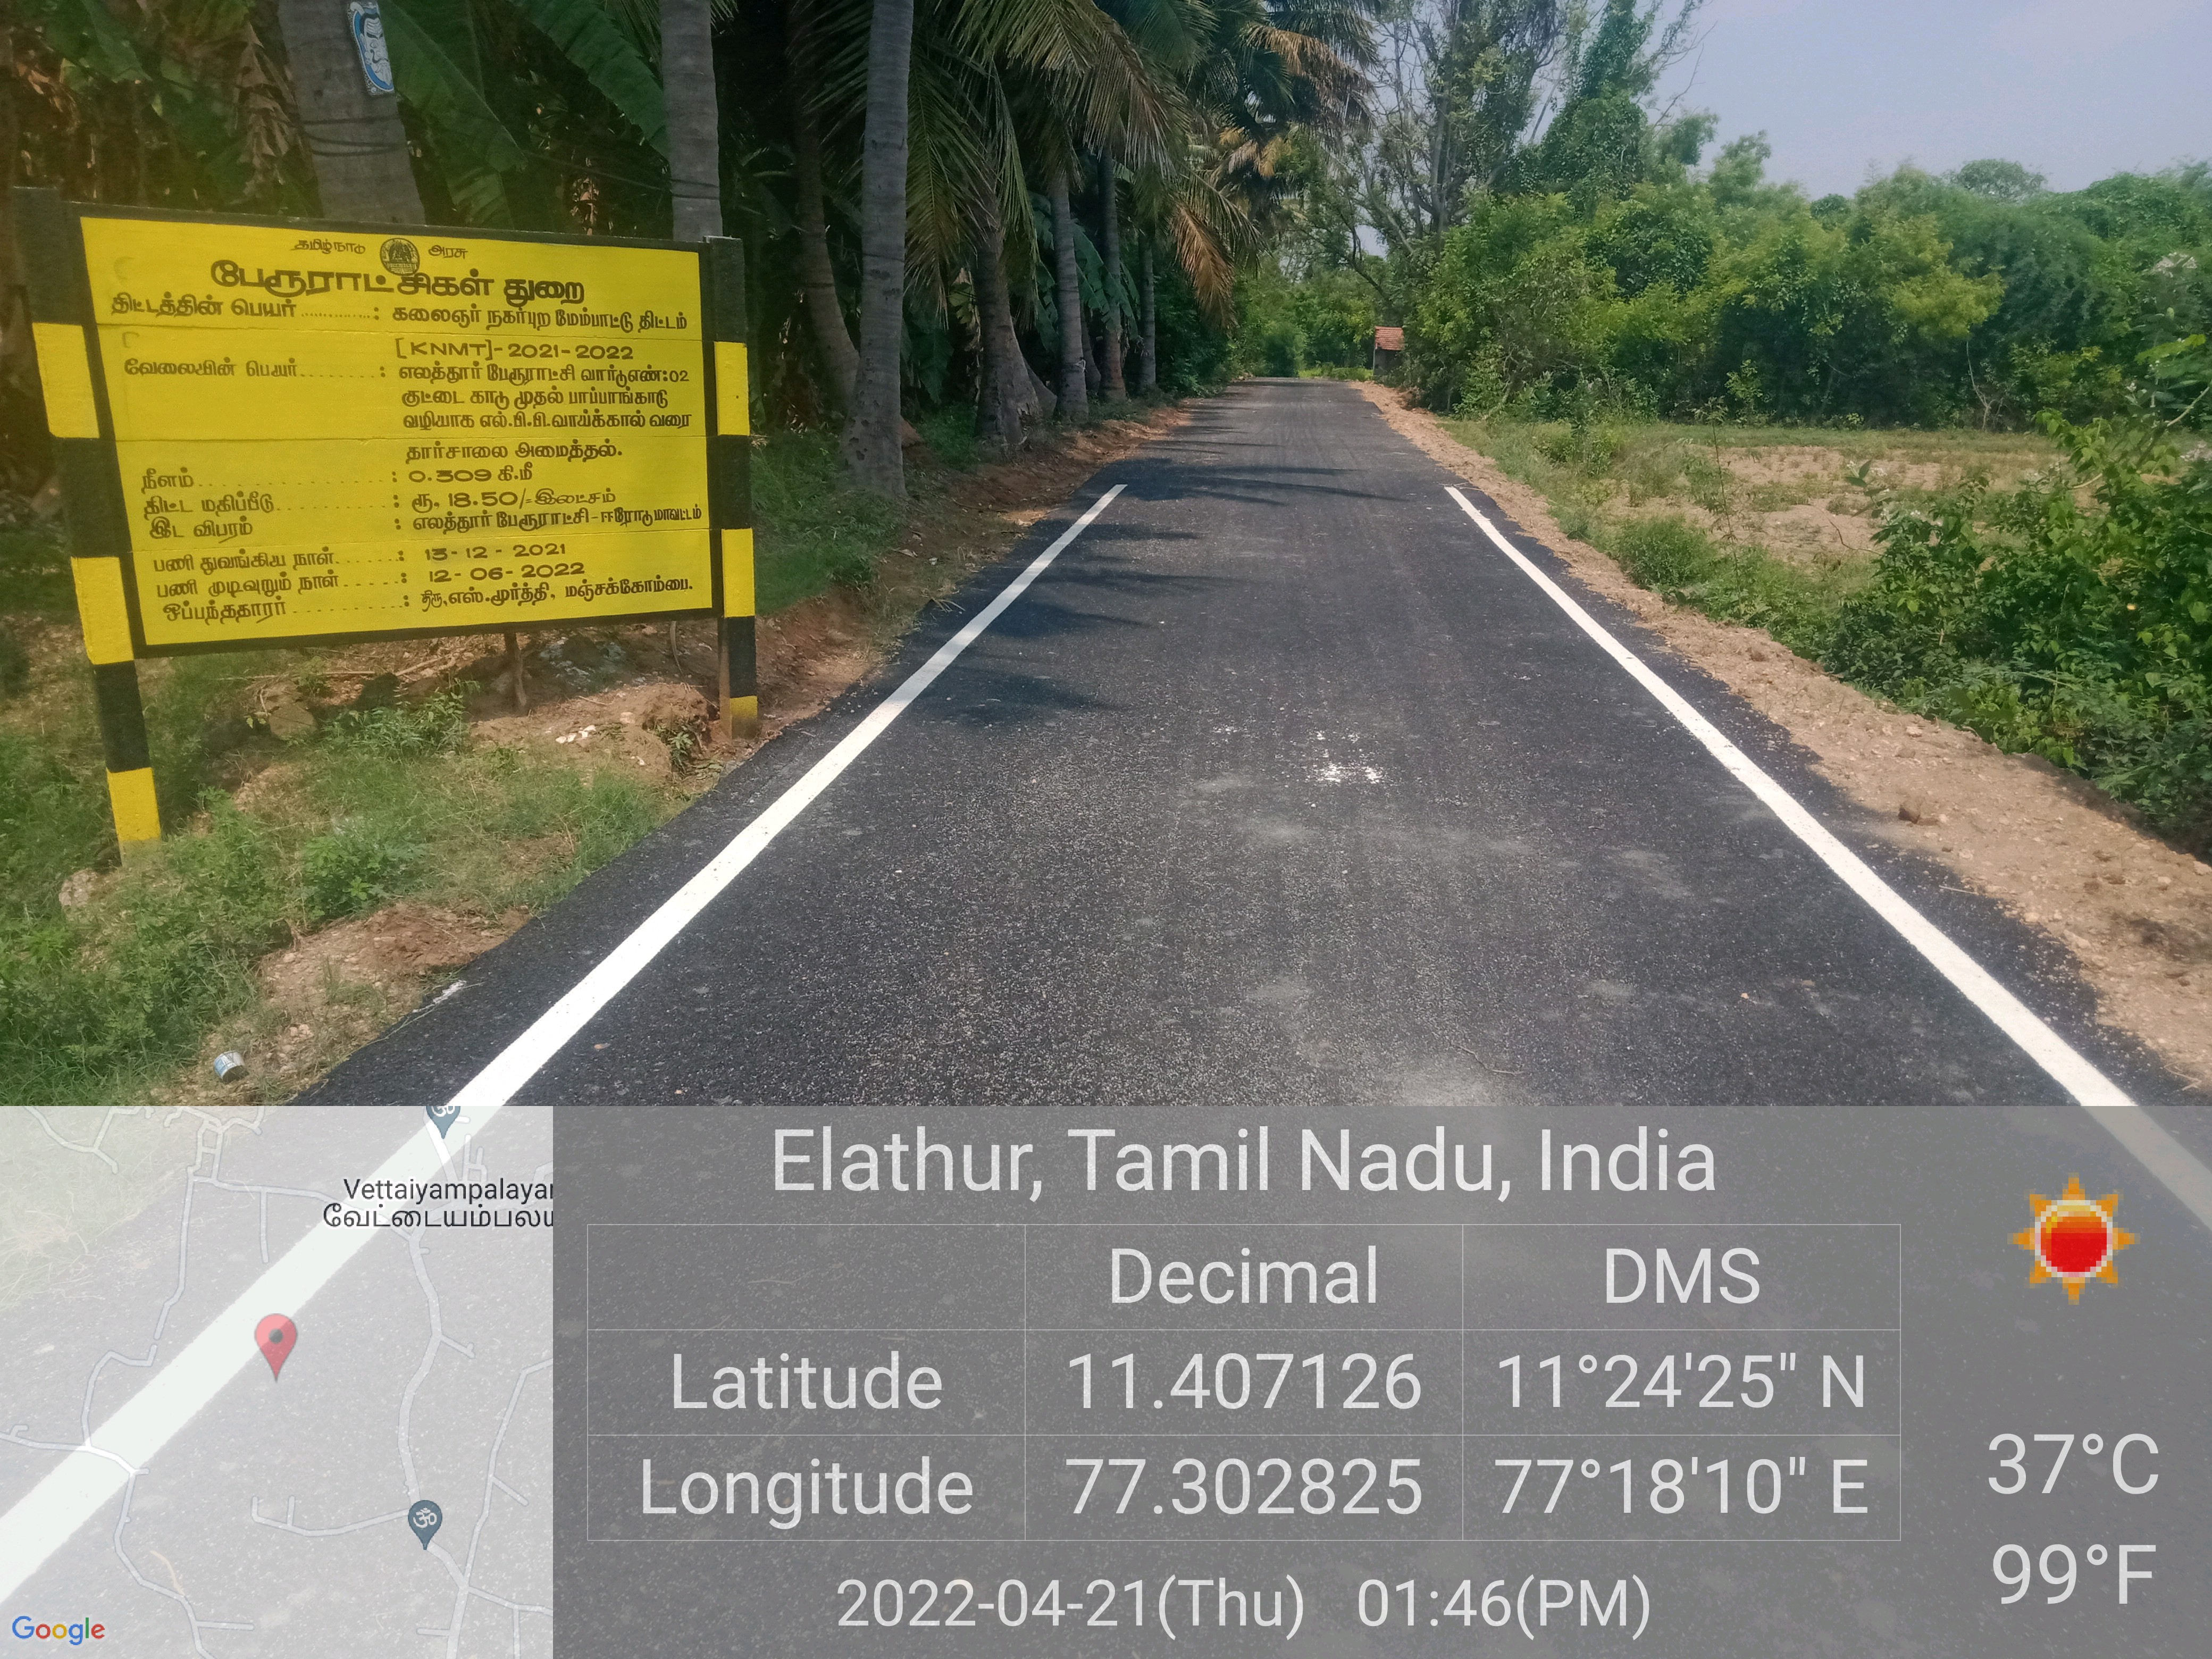 தமிழ்நாடு அரசு
பேரூராட்சிகள் துறை
திட்டத்தின் பெயர் ............ : கலைஞர் நகர்புற மேம்பாட்டு திட்டம்
[KNMT]-2021-2022
வேலையின் பெயர் ......... : எலத்தூர் பேரூராட்சி வார்டுஎண்:02
குட்டை காடு முதல் பாப்பாங்காடு
வழியாக எல்.பி.பி.வாய்க்கால் வரை
தார்சாலை அமைத்தல்.
நீளம் .................... : 0.309 கி.மீ
திட்ட மதிப்பீடு ............ : ரூ. 18.50/=இலட்சம்
இட விபரம் : எலத்தூர் பேரூராட்சி-ஈரோடுமாவட்டம்
பணி துவங்கிய நாள் ...... : 13-12-2021
பணி முடிவுறும் நாள் ...... : 12-06-2022
ஒப்பந்ததாரர் ............ : திரு.எஸ்.மூர்த்தி, மஞ்சக்கோம்பை.
Elathur, Tamil Nadu, India
Decimal DMS
Latitude 11.407126 11°24'25" N
Longitude 77.302825 77°18'10" E
2022-04-21(Thu) 01:46(PM)
37°C
99°F
Vettaiyampalayan
வேட்டையம்பலய
Google